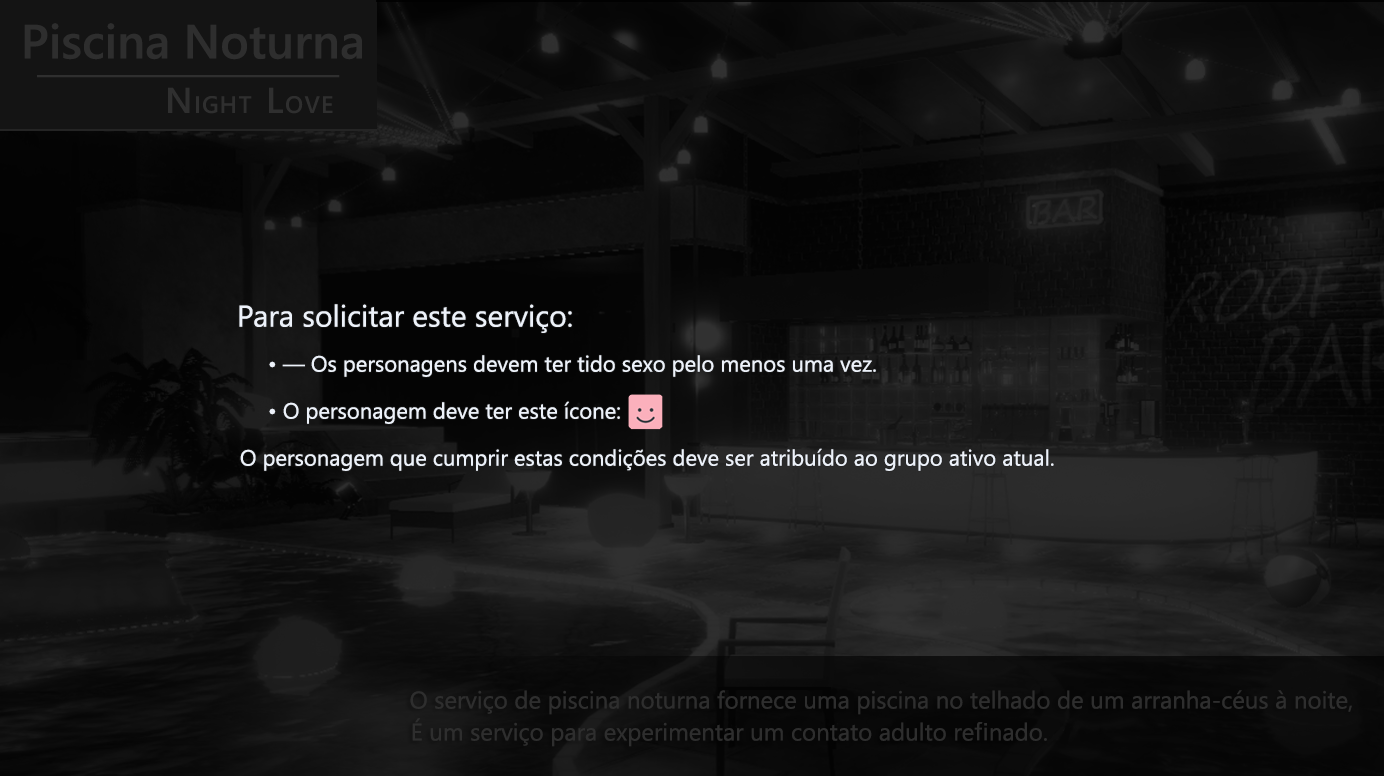 Piscina Noturna
Night Love
BAR
ROOF T
BAR
Para solicitar este serviço:
• — Os personagens devem ter tido sexo pelo menos uma vez.
• O personagem deve ter este ícone:
O personagem que cumprir estas condições deve ser atribuído ao grupo ativo atual.
O serviço de piscina noturna fornece uma piscina no telhado de um arranha-céus à noite,
É um serviço para experimentar um contato adulto refinado.